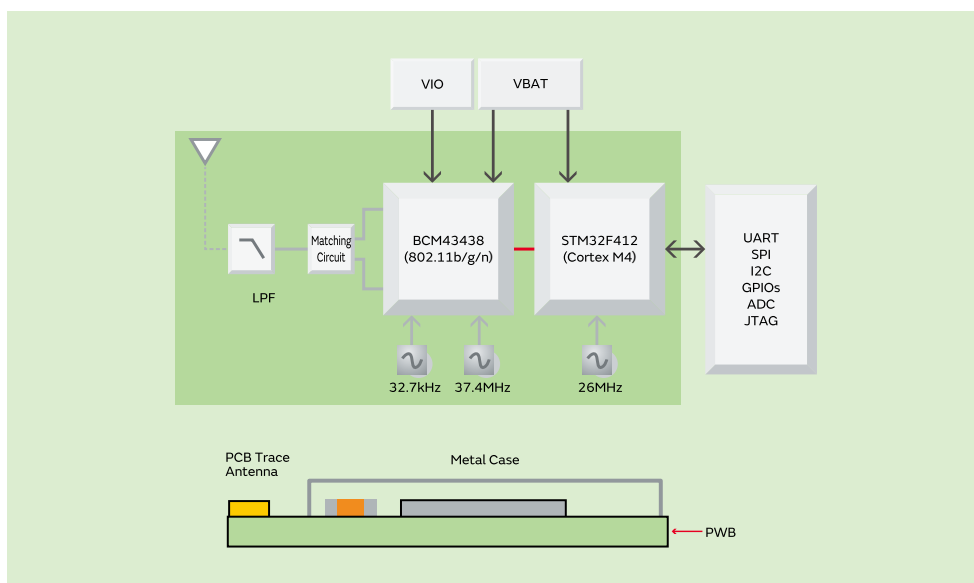 VIO
VBAT
Matching
Circuit
BCM43438
(802.11b/g/n)
STM32F412
(Cortex M4)
UART
SPI
I2C
GPIOs
ADC
JTAG
LPF
32.7kHz
37.4MHz
26MHz
PCB Trace
Antenna
Metal Case
PWB